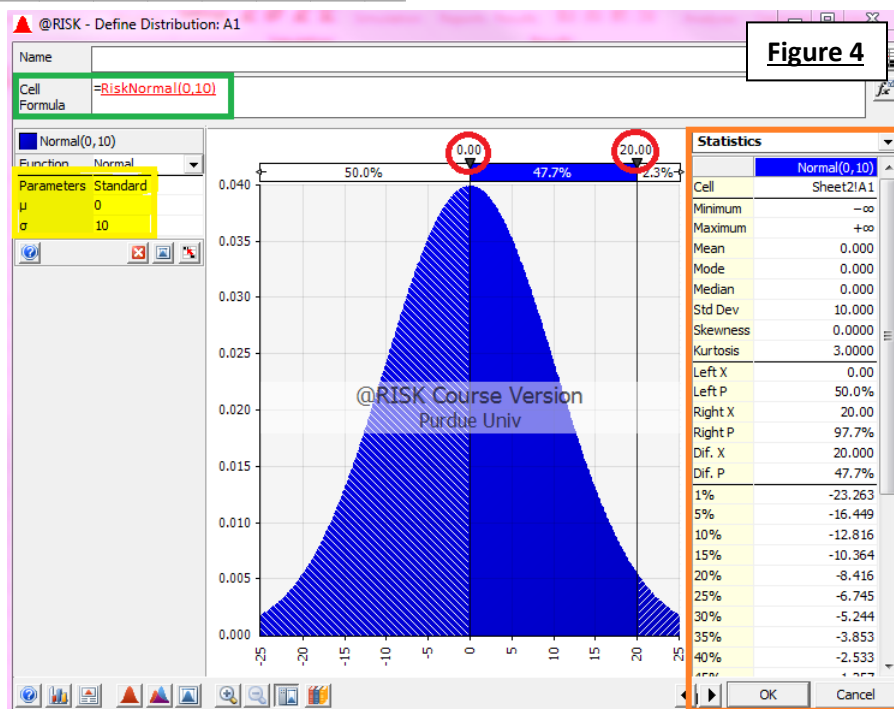 @RISK - Define Distribution: A1
Figure 4
Name
Cell Formula =RiskNormal(0,10)
Normal(0, 10)
Function Normal
Parameters Standard
μ 0
σ 10
0.00 20.00
50.0% 47.7% 2.3%
0.040
0.035
0.030
0.025
0.020
0.015
0.010
0.005
0.000
@RISK Course Version
Purdue Univ
-25 -20 -15 -10 -5 0 5 10 15 20 25
Statistics
Normal(0, 10)
Cell Sheet2!A1
Minimum -∞
Maximum +∞
Mean 0.000
Mode 0.000
Median 0.000
Std Dev 10.000
Skewness 0.0000
Kurtosis 3.0000
Left X 0.00
Left P 50.0%
Right X 20.00
Right P 97.7%
Dif. X 20.000
Dif. P 47.7%
1% -23.263
5% -16.449
10% -12.816
15% -10.364
20% -8.416
25% -6.745
30% -5.244
35% -3.853
40% -2.533
OK Cancel